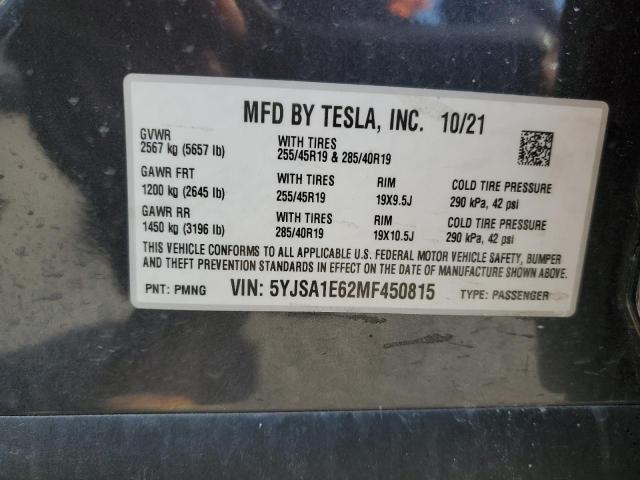 MFD BY TESLA, INC. 10/21
GVWR
2567 kg (5657 lb)
WITH TIRES
255/45R19 & 285/40R19
GAWR FRT
1200 kg (2645 lb)
WITH TIRES
255/45R19
RIM
19X9.5J
COLD TIRE PRESSURE
290 kPa, 42 psi
GAWR RR
1450 kg (3196 lb)
WITH TIRES
285/40R19
RIM
19X10.5J
COLD TIRE PRESSURE
290 kPa, 42 psi
THIS VEHICLE CONFORMS TO ALL APPLICABLE U.S. FEDERAL MOTOR VEHICLE SAFETY, BUMPER
AND THEFT PREVENTION STANDARDS IN EFFECT ON THE DATE OF MANUFACTURE SHOWN ABOVE.
PNT: PMNG VIN: 5YJSA1E62MF450815 TYPE: PASSENGER